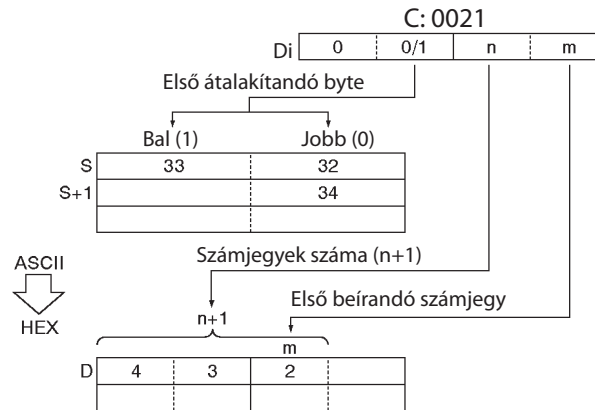 C: 0021
Di 0 0/1 n m
Első átalakítandó byte
Bal (1) Jobb (0)
S 33 32
S+1 34
Számjegyek száma (n+1)
ASCII
Első beírandó számjegy
HEX
n+1
m
D 4 3 2